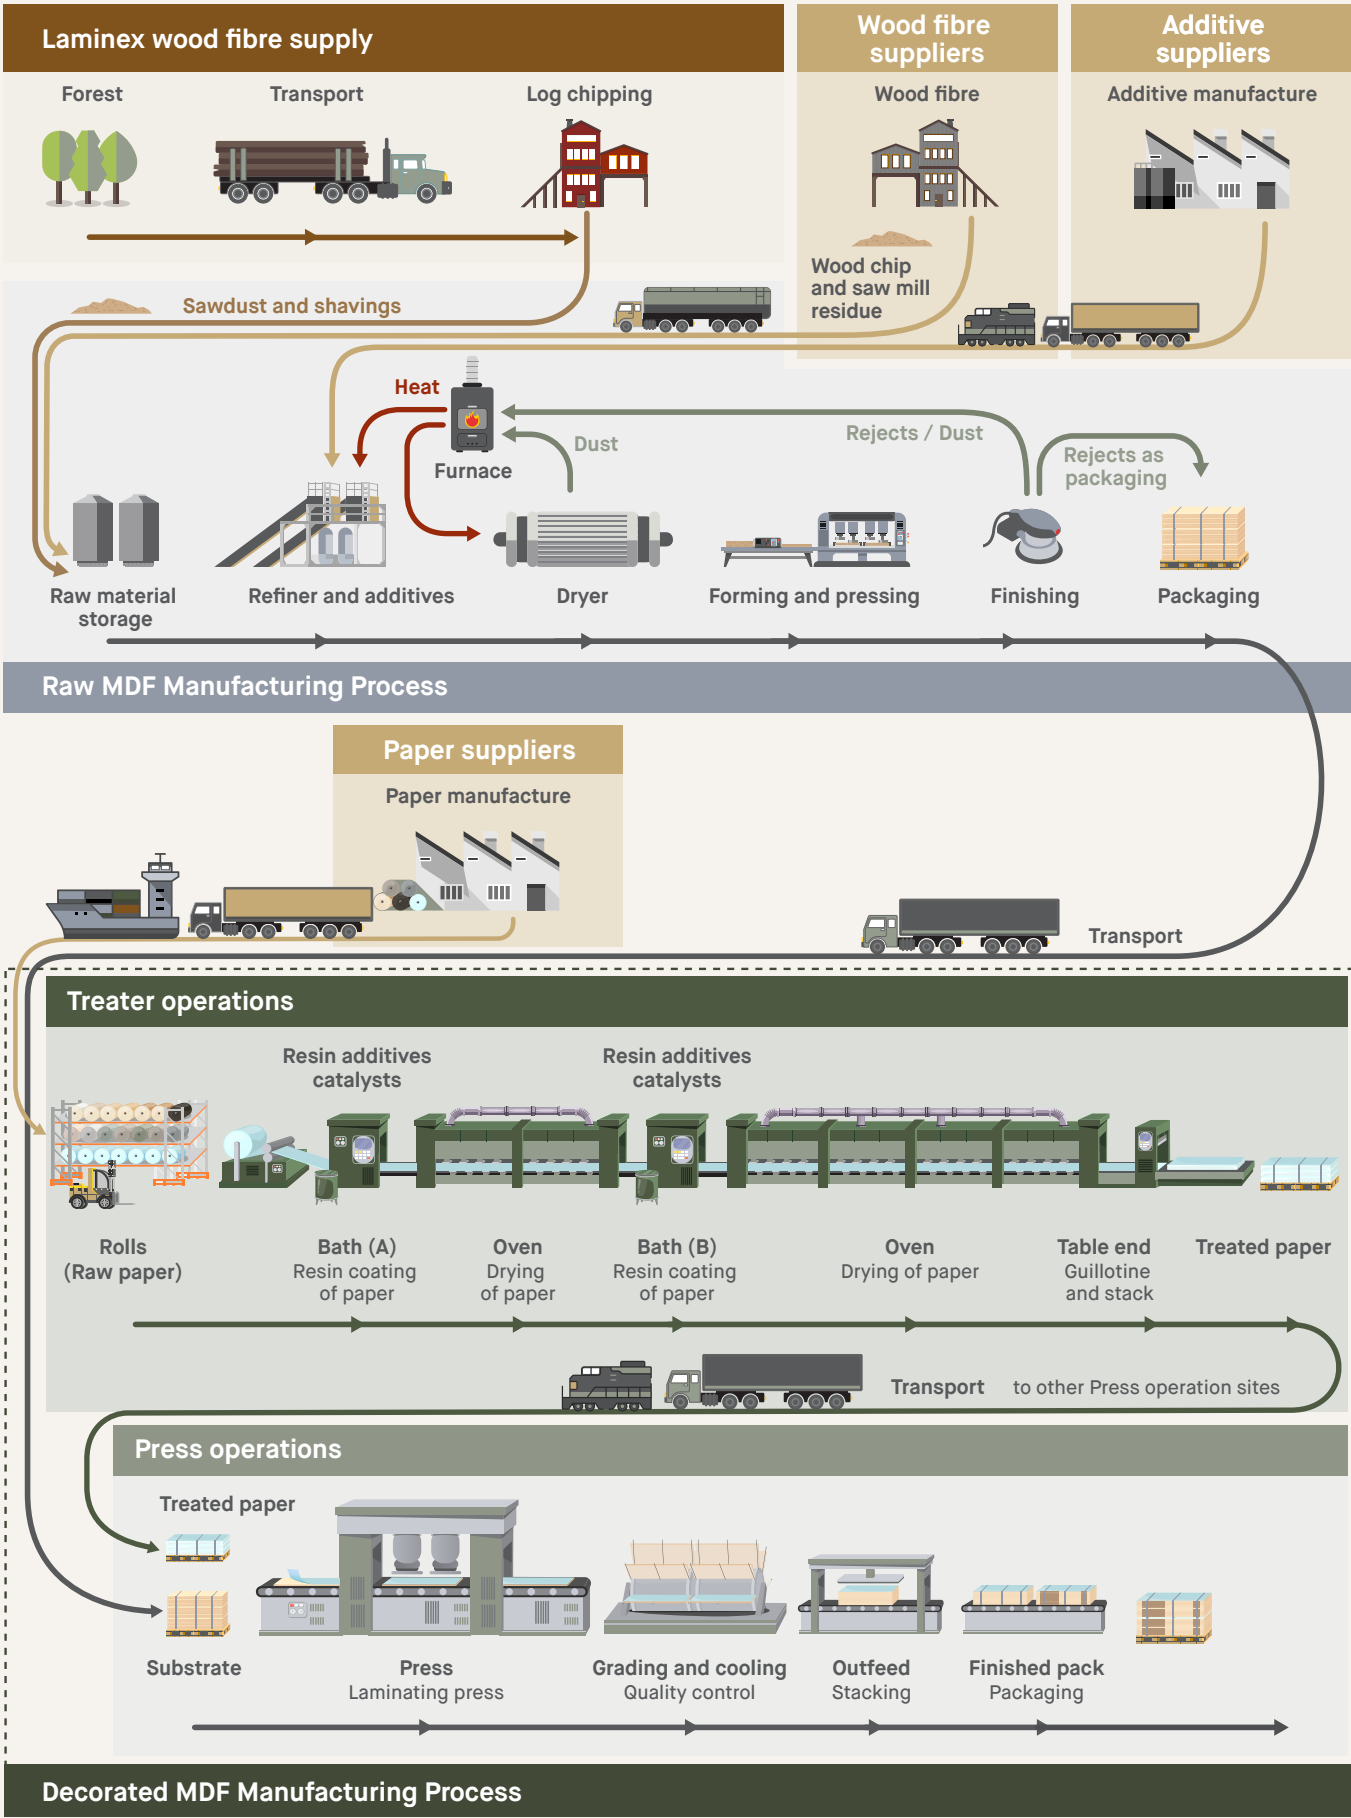 Laminex wood fibre supply
Wood fibre
suppliers
Additive
suppliers
Forest
Transport
Log chipping
Wood fibre
Additive manufacture
Wood chip
and saw mill
residue
Sawdust and shavings
Heat
Furnace
Dust
Rejects / Dust
Rejects as
packaging
Raw material
storage
Refiner and additives
Dryer
Forming and pressing
Finishing
Packaging
Raw MDF Manufacturing Process
Paper suppliers
Paper manufacture
Transport
Treater operations
Resin additives
catalysts
Resin additives
catalysts
Rolls
(Raw paper)
Bath (A)
Resin coating
of paper
Oven
Drying
of paper
Bath (B)
Resin coating
of paper
Oven
Drying of paper
Table end
Guillotine
and stack
Treated paper
Transport to other Press operation sites
Press operations
Treated paper
Substrate
Press
Laminating press
Grading and cooling
Quality control
Outfeed
Stacking
Finished pack
Packaging
Decorated MDF Manufacturing Process